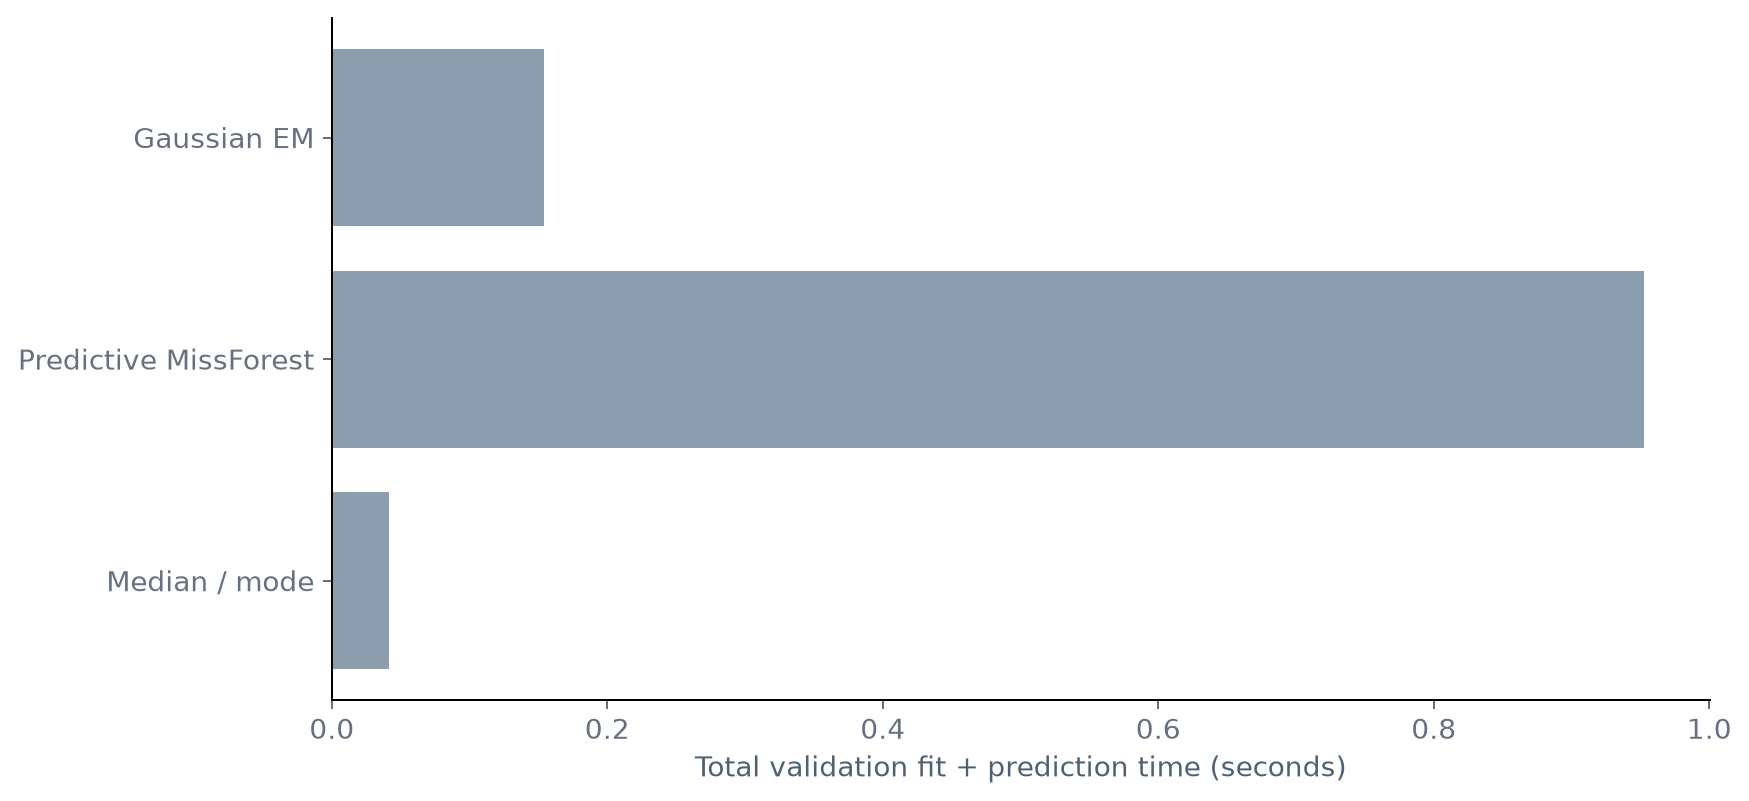 Gaussian EM
Predictive MissForest
Median / mode
0.0 0.2 0.4 0.6 0.8 1.0
Total validation fit + prediction time (seconds)